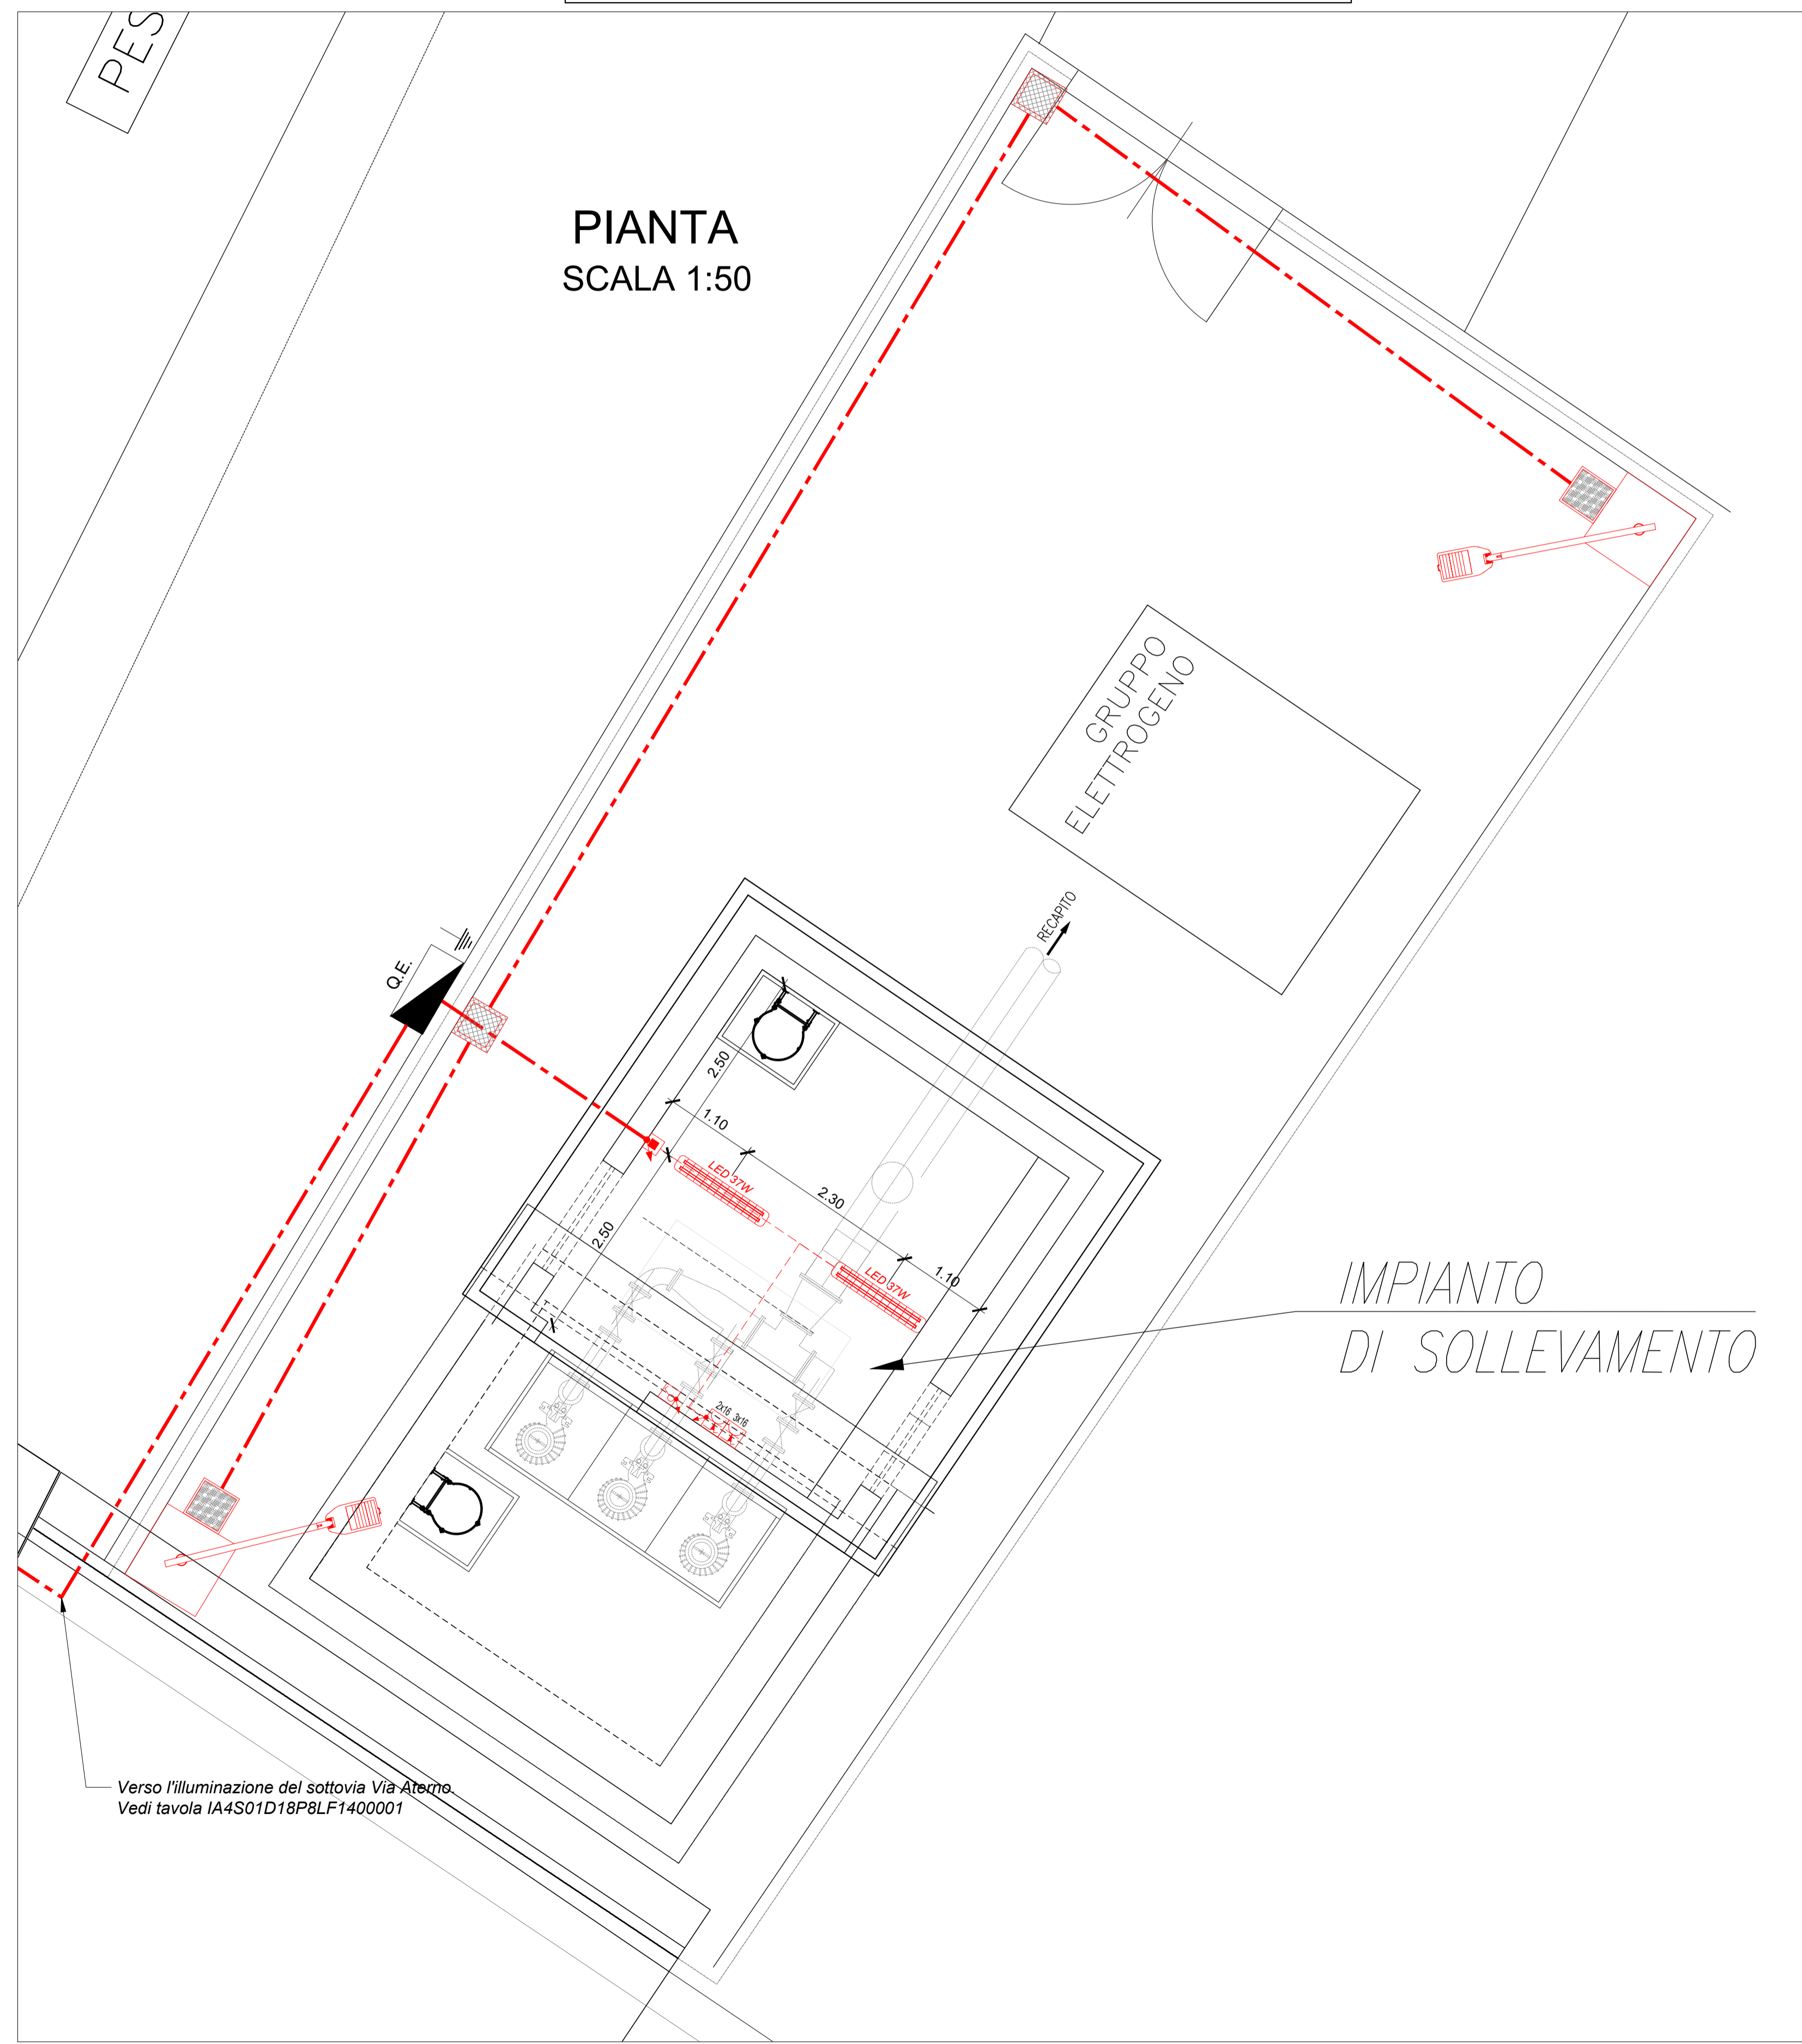 PES
PIANTA
SCALA 1:50
GRUPPO
ELETTROGENO
RECAPITO
Q.E.
2.50
1.10
LED 37W
2.30
2.50
LED 37W
1.10
IMPIANTO
DI SOLLEVAMENTO
2x16 3x16
Verso l'illuminazione del sottovia Via Aterno.
Vedi tavola IA4S01D18P8LF1400001